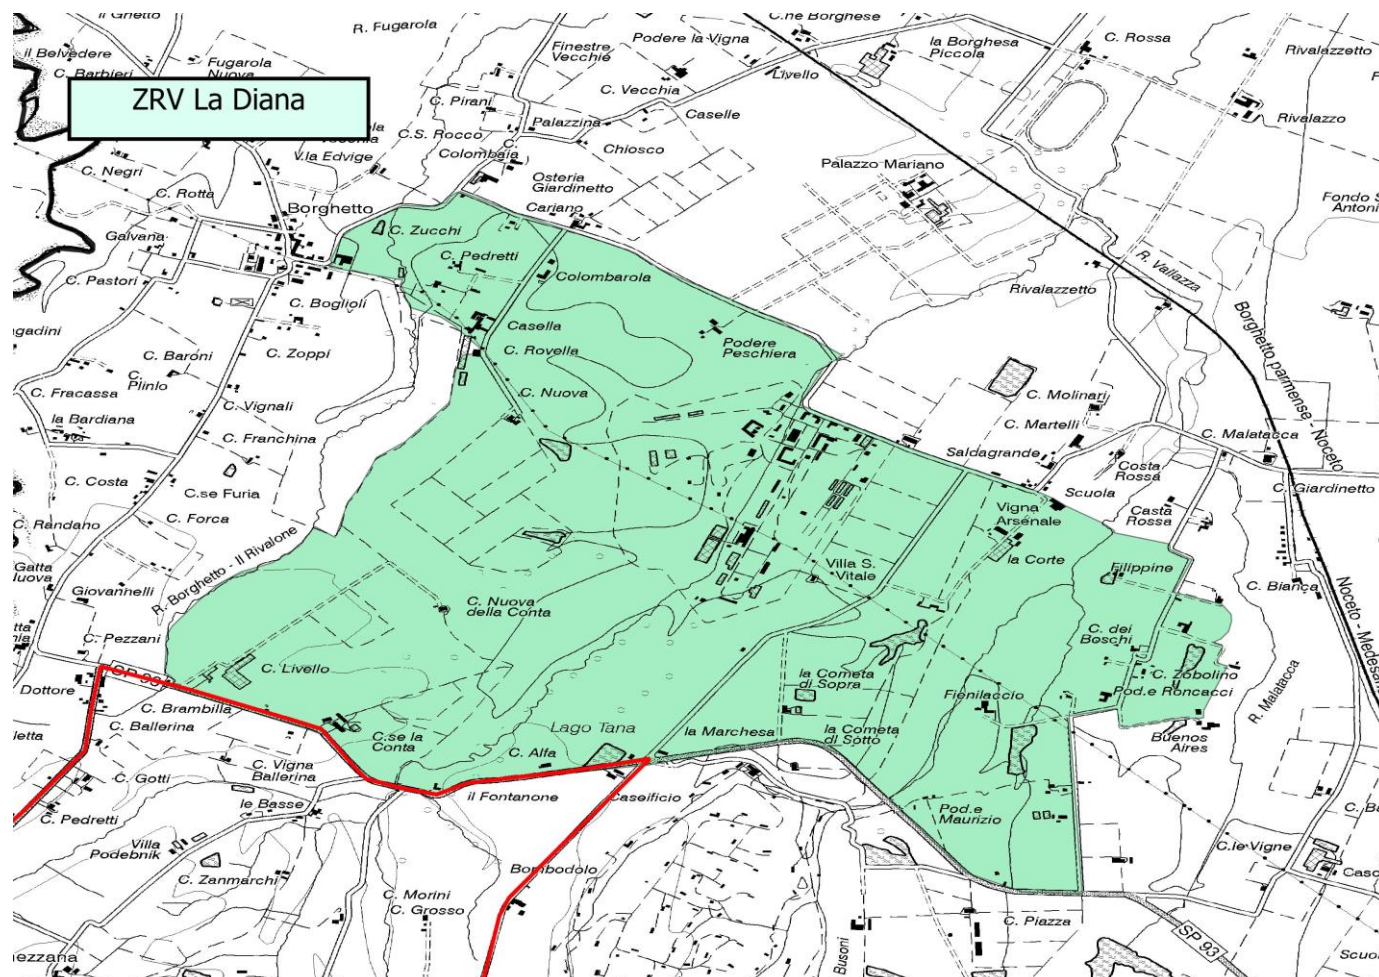 il Ghetto
R. Fugarola
C.ne Borghese
il Belvedere
Finestre
Vecchie
Podere la Vigna
la Borghesa
Piccola
C. Rossa
Rivalazzetto
C. Barbieri
Fugarola
Nuova
Livello
ZRV La Diana
C. Pirani
C. Vecchia
Rivalazzo
C.S. Rocco
Palazzina
Caselle
V.la Edvige
Colombaia
Chiosco
Palazzo Mariano
C. Negri
C. Rotta
Osteria
Giardinetto
Cariano
Borghetto
Galvana
C. Zucchi
C. Pedretti
R. Vallazza
C. Pastori
Colombarola
Rivalazzetto
C. Boglioli
Casella
Podere
Peschiera
Borghetto parmense - Noceto
C. Baroni
C. Zoppi
C. Rovella
C. Fracassa
C. Nuova
C. Molinari
la Bardiana
C. Vignali
C. Martelli
C. Franchina
Saldagrande
C. Malatacca
Costa
Rossa
C. Costa
C.se Furia
Scuola
C. Giardinetto
C. Forca
Vigna
Arsenale
Casta
Rossa
C. Randano
R. Borghetto - Il Rivalone
la Corte
Gatta
Villa S.
Vitale
Filippine
C. Bianca
Giovannelli
C. Nuova
della Conta
Noceto - Medesano
C. Pezzani
C. dei
Boschi
SP 93
C. Livello
la Cometa
di Sopra
C. Zobolino
Dottore
Fienilaccio
Pod.e Roncacci
R. Malatacca
C. Brambilla
C. Ballerina
C.se la
Conta
Lago Tana
la Marchesa
la Cometa
di Sotto
Buenos
Aires
C. Gotti
C. Vigna
Ballerina
C. Alfa
le Basse
il Fontanone
Caseificio
Pod.e
Maurizio
C. Pedretti
Villa
Podebnik
C.le Vigne
C. Zanmarchi
Bombodolo
C. Morini
C. Grosso
C. Piazza
SP 93
Busoni